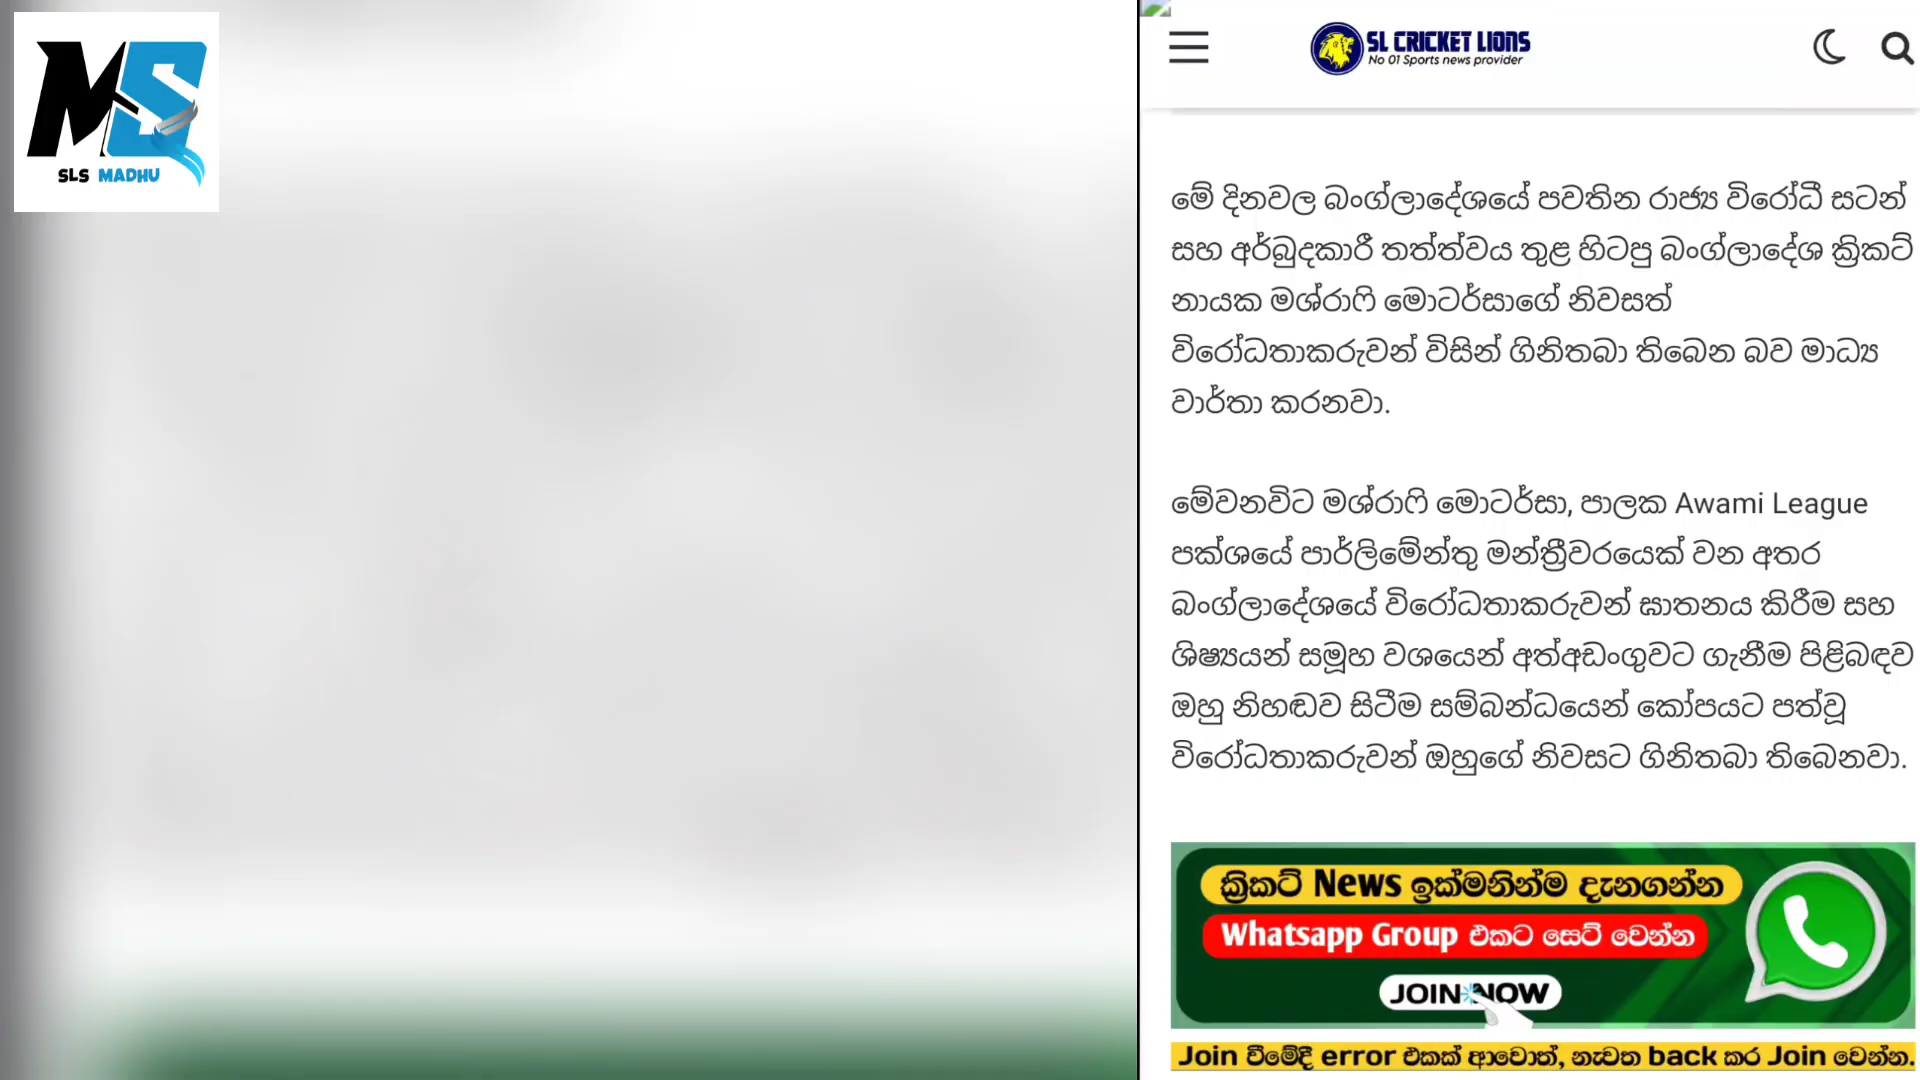 MS
SLS MADHU
SL CRICKET LIONS
No 01 Sports news provider
මේ දිනවල බංග්ලාදේශයේ පවතින රාජ්‍ය විරෝධී සටන්
සහ අර්බුදකාරී තත්ත්වය තුළ හිටපු බංග්ලාදේශ ක්‍රිකට්
නායක මශ්රාෆි මොටර්සාගේ නිවසත්
විරෝධතාකරුවන් විසින් ගිනිතබා තිබෙන බව මාධ්‍ය
වාර්තා කරනවා.
මේවනවිට මශ්රාෆි මොටර්සා, පාලක Awami League
පක්ශයේ පාර්ලිමේන්තු මන්ත්‍රීවරයෙක් වන අතර
බංග්ලාදේශයේ විරෝධතාකරුවන් ඝාතනය කිරීම සහ
ශිෂ්‍යයන් සමූහ වශයෙන් අත්අඩංගුවට ගැනීම පිළිබඳව
ඔහු නිහඬව සිටීම සම්බන්ධයෙන් කෝපයට පත්වූ
විරෝධතාකරුවන් ඔහුගේ නිවසට ගිනිතබා තිබෙනවා.
ක්‍රිකට් News ඉක්මනින්ම දැනගන්න
Whatsapp Group එකට සෙට් වෙන්න
JOIN NOW
Join වීමේදී error එකක් ආවොත්, නැවත back කර Join වෙන්න.